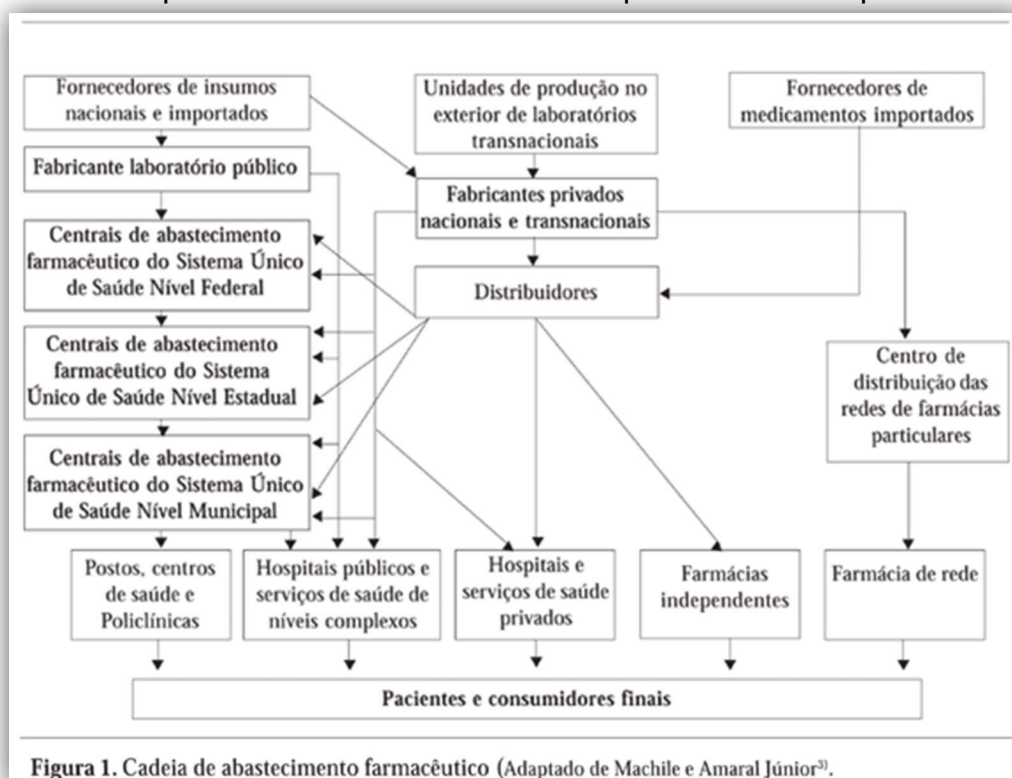 Fornecedores de insumos
nacionais e importados
Unidades de produção no
exterior de laboratórios
transnacionais
Fornecedores de
medicamentos importados
Fabricante laboratório público
Fabricantes privados
nacionais e transnacionais
Centrais de abastecimento
farmacêutico do Sistema Único
de Saúde Nível Federal
Distribuidores
Centrais de abastecimento
farmacêutico do Sistema
Único de Saúde Nível Estadual
Centro de
distribuição das
redes de farmácias
particulares
Centrais de abastecimento
farmacêutico do Sistema Único
de Saúde Nível Municipal
Postos, centros
de saúde e
Policlínicas
Hospitais públicos e
serviços de saúde de
níveis complexos
Hospitais e
serviços de saúde
privados
Farmácias
independentes
Farmácia de rede
Pacientes e consumidores finais
Figura 1. Cadeia de abastecimento farmacêutico (Adaptado de Machile e Amaral Júnior³⁾.